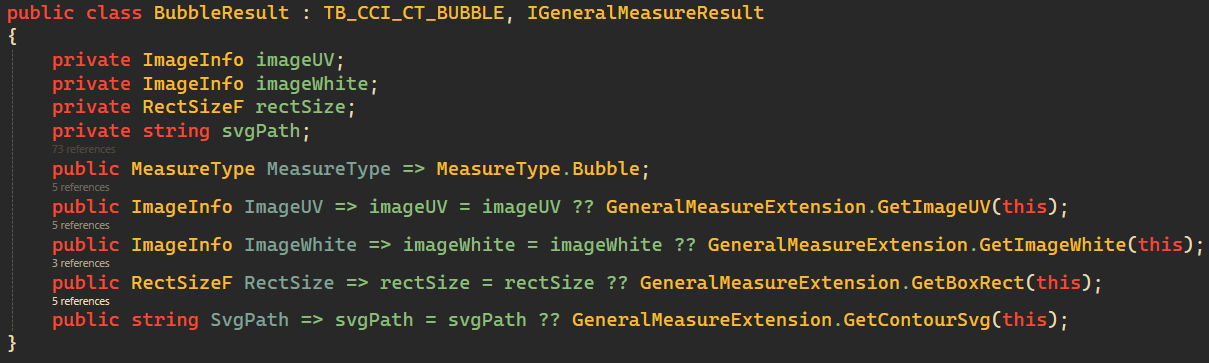 public class BubbleResult : TB_CCI_CT_BUBBLE, IGeneralMeasureResult
{
    private ImageInfo imageUV;
    private ImageInfo imageWhite;
    private RectSizeF rectSize;
    private string svgPath;
    73 references
    public MeasureType MeasureType => MeasureType.Bubble;
    5 references
    public ImageInfo ImageUV => imageUV = imageUV ?? GeneralMeasureExtension.GetImageUV(this);
    5 references
    public ImageInfo ImageWhite => imageWhite = imageWhite ?? GeneralMeasureExtension.GetImageWhite(this);
    3 references
    public RectSizeF RectSize => rectSize = rectSize ?? GeneralMeasureExtension.GetBoxRect(this);
    5 references
    public string SvgPath => svgPath = svgPath ?? GeneralMeasureExtension.GetContourSvg(this);
}